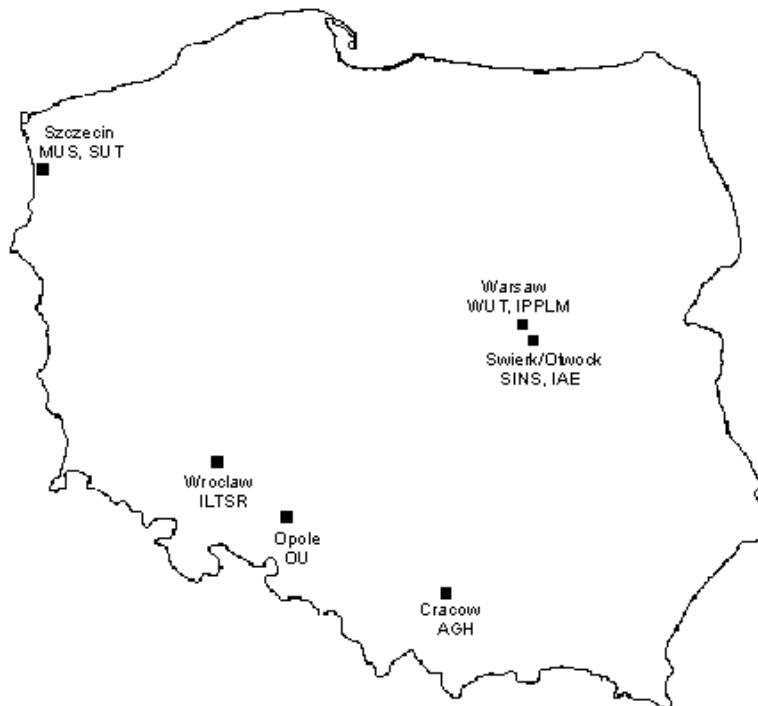 Szczecin
MUS, SUT
Warsaw
WUT, IPPLM
Swierk/Otwock
SINS, IAE
Wroclaw
ILTSR
Opole
OU
Cracow
AGH